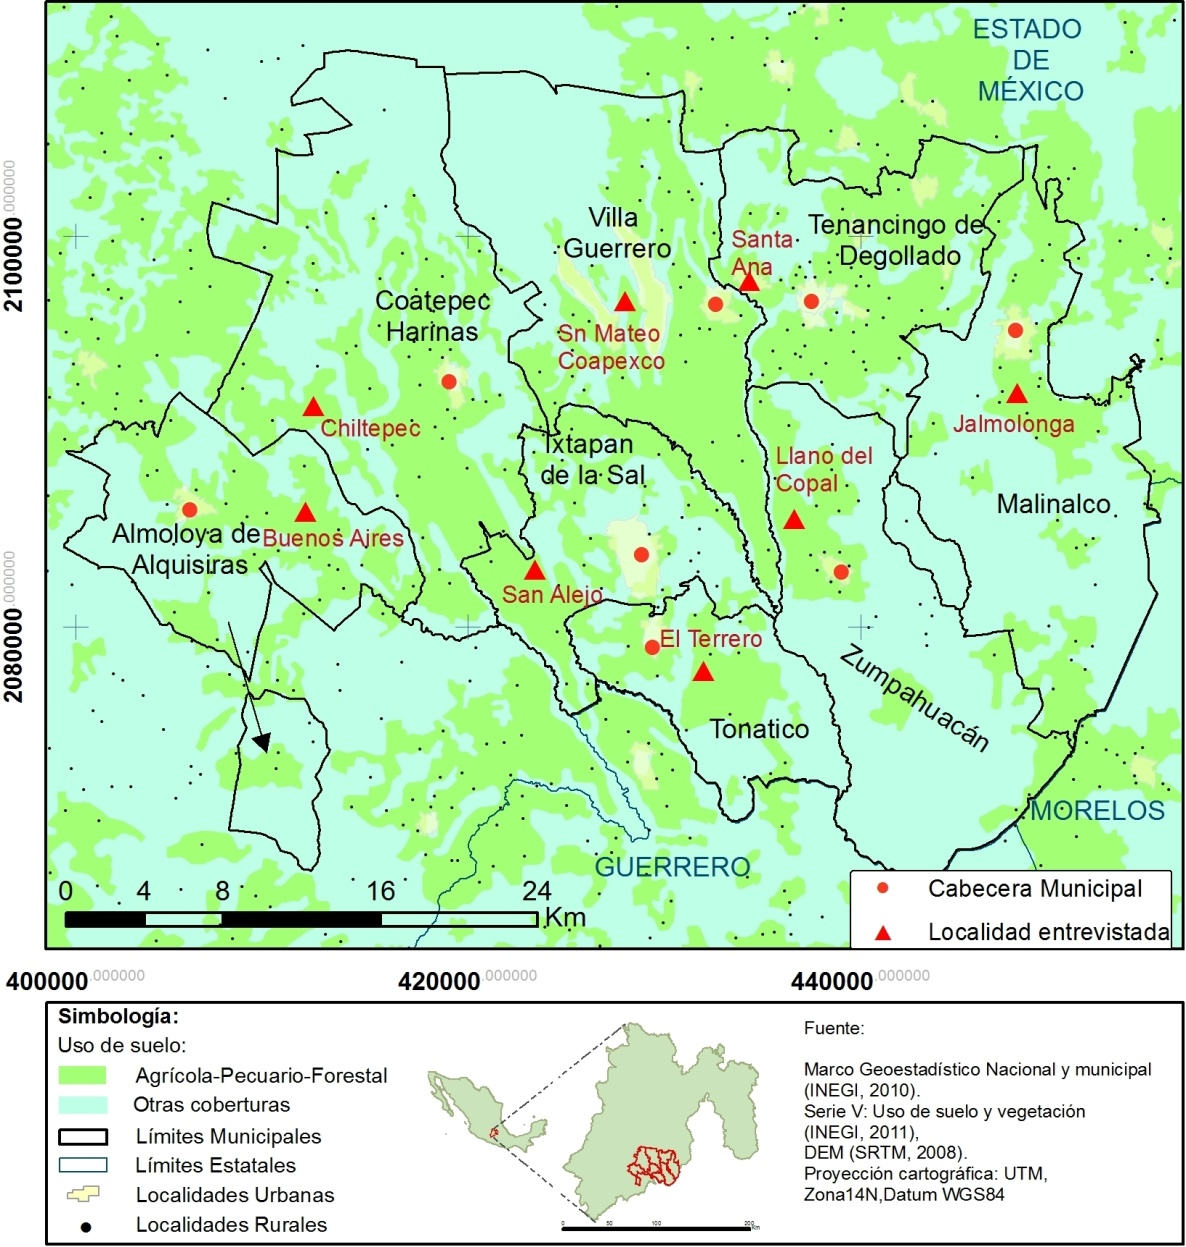 ESTADO
DE
MÉXICO
2100000.000000
2080000.000000
Villa
Guerrero
Santa
Ana
Tenancingo de
Degollado
Coatepec
Harinas
Sn Mateo
Coapexco
Chiltepec
Jalmolonga
Ixtapan
de la Sal
Llano del
Copal
Malinalco
Almoloya de
Alquisiras
Buenos Aires
San Alejo
El Terrero
Zumpahuacán
Tonatico
MORELOS
GUERRERO
0 4 8 16 24
Km
Cabecera Municipal
Localidad entrevistada
400000.000000 420000.000000 440000.000000
Simbología:
Uso de suelo:
Agrícola-Pecuario-Forestal
Otras coberturas
Límites Municipales
Límites Estatales
Localidades Urbanas
Localidades Rurales
0 50 100 200
Km
Fuente:
Marco Geoestadístico Nacional y municipal
(INEGI, 2010).
Serie V: Uso de suelo y vegetación
(INEGI, 2011),
DEM (SRTM, 2008).
Proyección cartográfica: UTM,
Zona14N,Datum WGS84